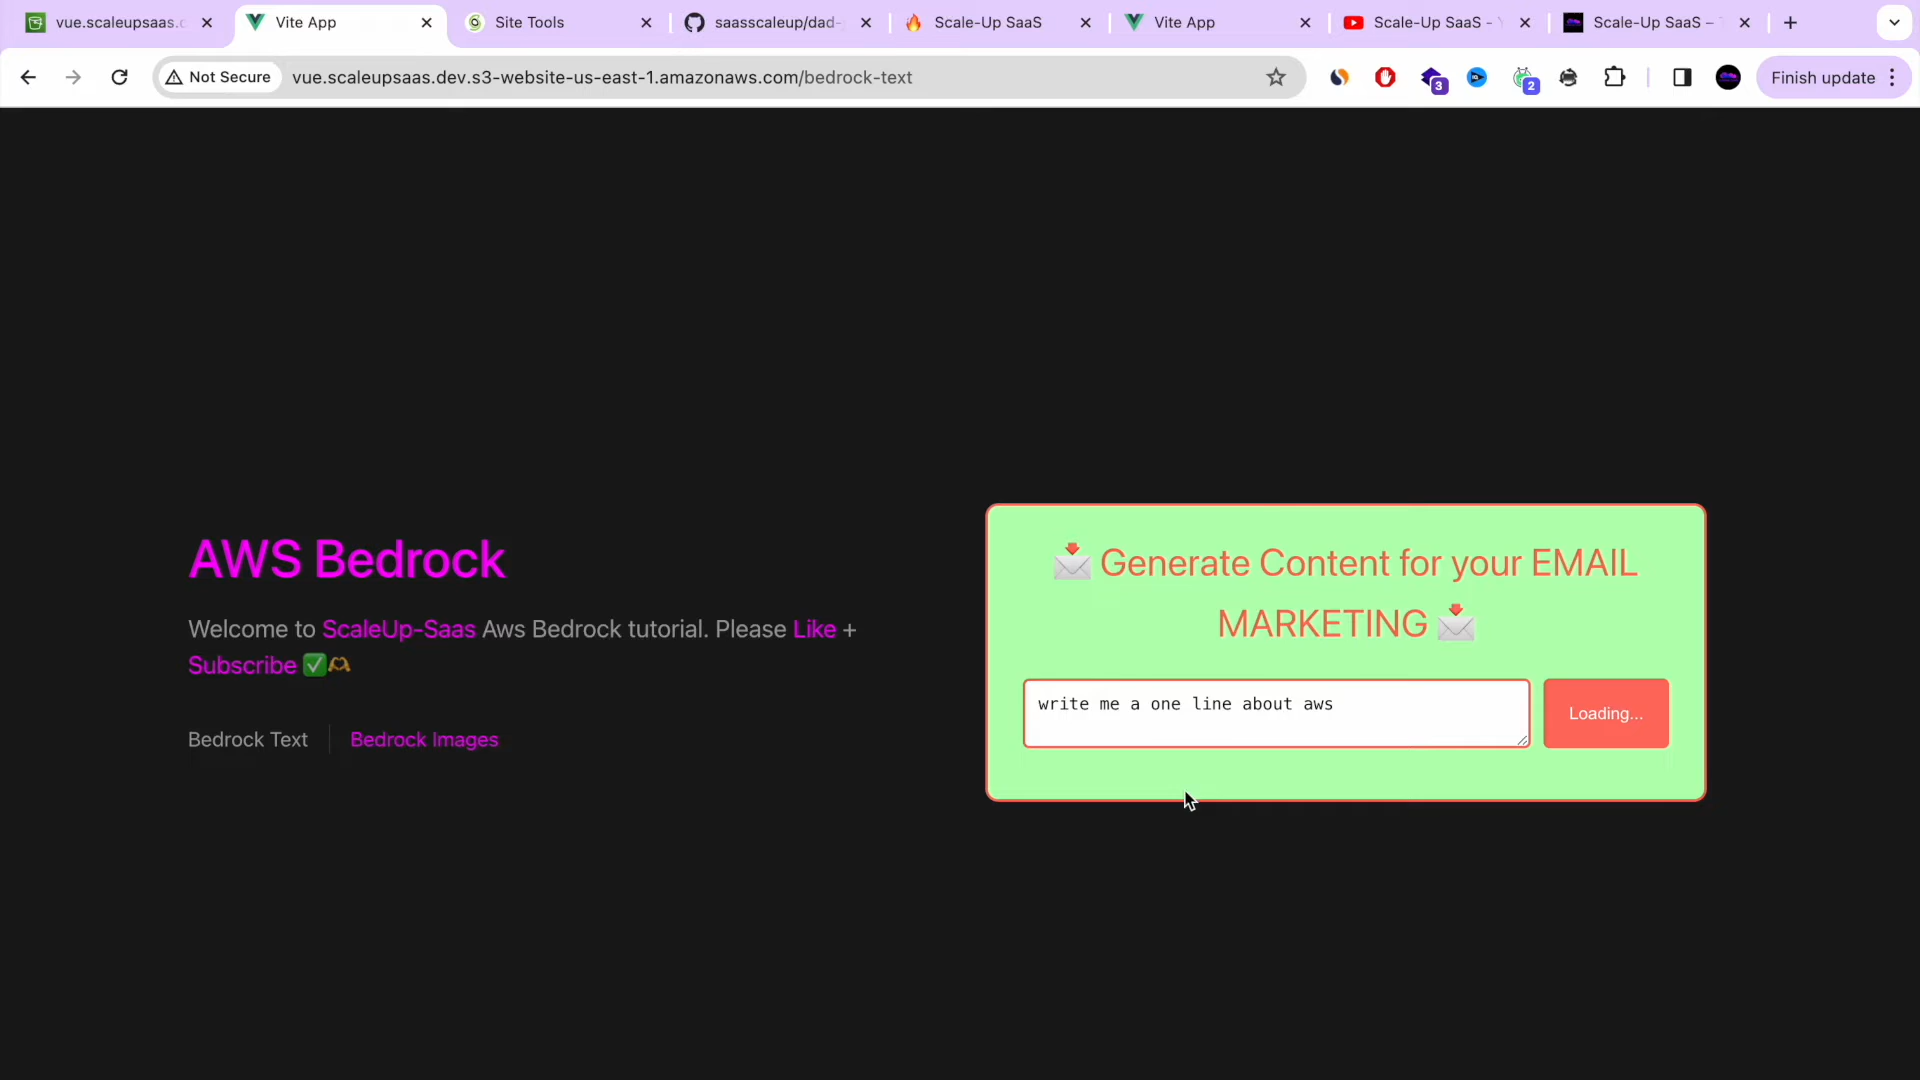 vue.scaleupsaas.
Vite App
Site Tools
saasscaleup/dad-
Scale-Up SaaS
Vite App
Scale-Up SaaS -
Scale-Up SaaS –
Not Secure
vue.scaleupsaas.dev.s3-website-us-east-1.amazonaws.com/bedrock-text
3
2
Finish update
AWS Bedrock
Welcome to ScaleUp-Saas Aws Bedrock tutorial. Please Like +
Subscribe ✅🫶
Bedrock Text
Bedrock Images
📩 Generate Content for your EMAIL
MARKETING 📩
write me a one line about aws
Loading...